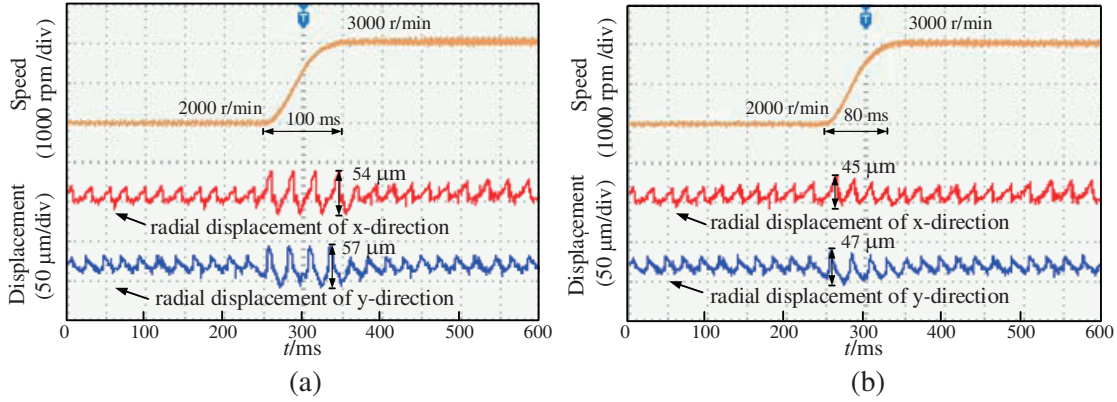 T
3000 r/min
2000 r/min
100 ms
Speed
(1000 rpm /div)
54 μm
radial displacement of x-direction
57 μm
radial displacement of y-direction
Displacement
(50 μm/div)
0 100 200 300 400 500 600
t/ms
(a)
T
3000 r/min
2000 r/min
80 ms
Speed
(1000 rpm /div)
45 μm
radial displacement of x-direction
47 μm
radial displacement of y-direction
Displacement
(50 μm/div)
0 100 200 300 400 500 600
t/ms
(b)